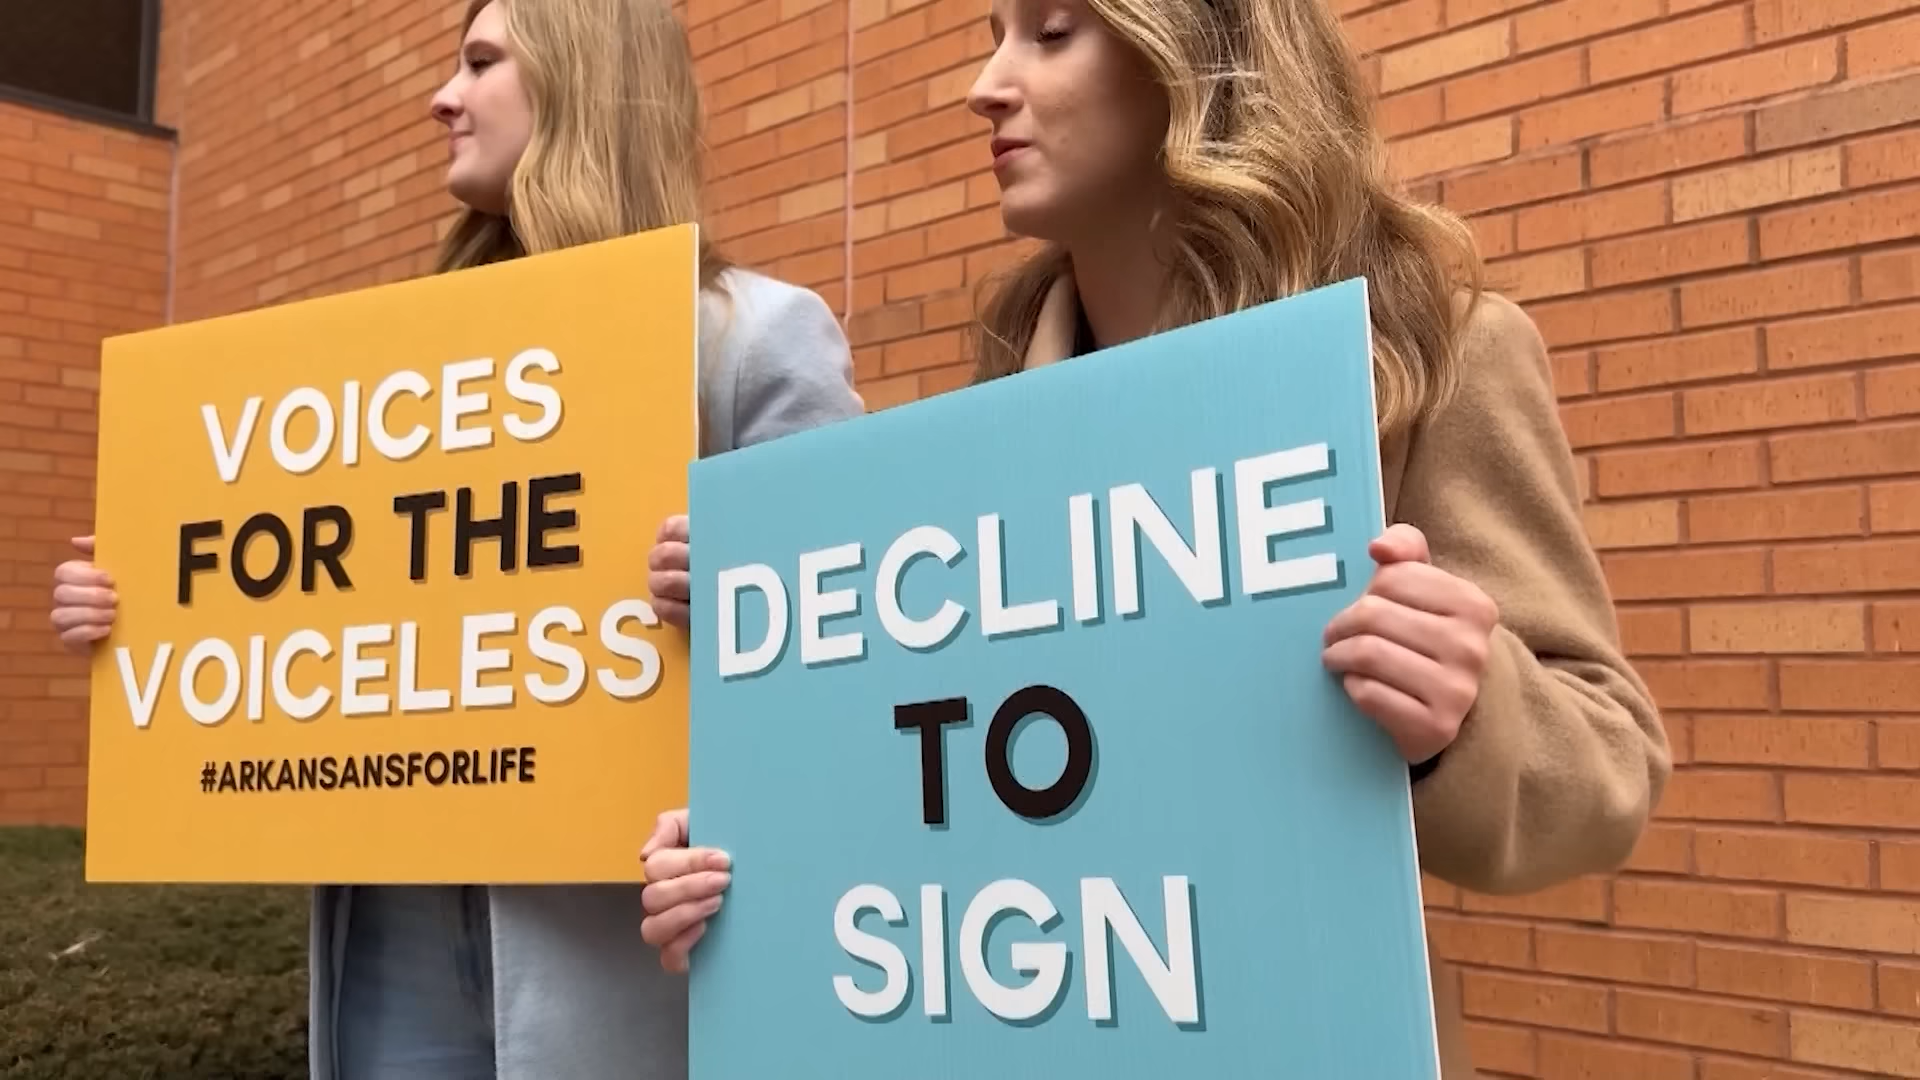 VOICES
FOR THE
VOICELESS
#ARKANSANSFORLIFE
DECLINE
TO
SIGN